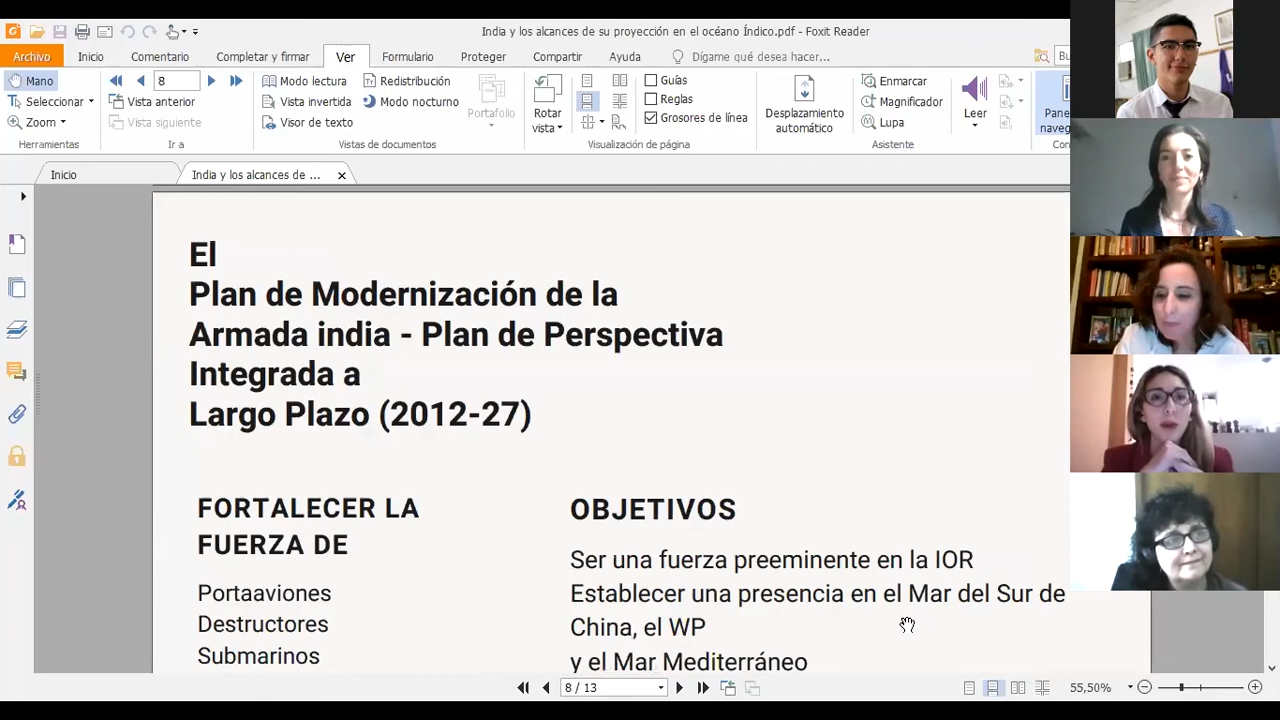 India y los alcances de su proyección en el océano Índico.pdf - Foxit Reader
Archivo Inicio Comentario Completar y firmar Ver Formulario Proteger Compartir Ayuda Dígame qué desea hacer...
Mano 8 Modo lectura Redistribución Guías Enmarcar
Seleccionar Vista anterior Vista invertida Modo nocturno Reglas Magnificador
Zoom Vista siguiente Visor de texto Portafolio Rotar vista Grosores de línea Desplazamiento automático Lupa Leer
Herramientas Ir a Vistas de documentos Visualización de página Asistente
Inicio India y los alcances de ...
El
Plan de Modernización de la
Armada india - Plan de Perspectiva
Integrada a
Largo Plazo (2012-27)
FORTALECER LA
FUERZA DE
Portaaviones
Destructores
Submarinos
OBJETIVOS
Ser una fuerza preeminente en la IOR
Establecer una presencia en el Mar del Sur de
China, el WP
y el Mar Mediterráneo
8 / 13 55,50%